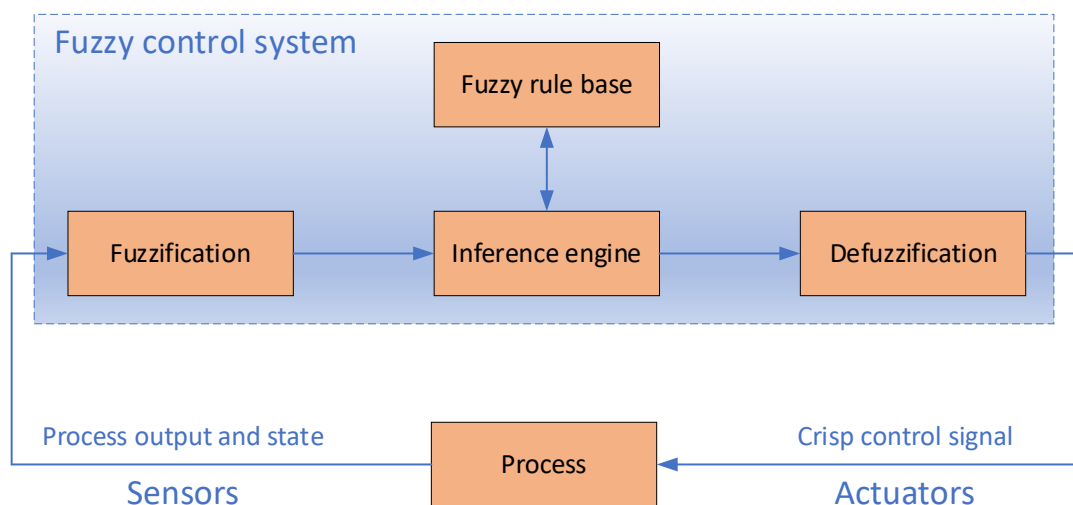 Fuzzy control system
Fuzzy rule base
Fuzzification
Inference engine
Defuzzification
Process output and state
Crisp control signal
Process
Sensors
Actuators